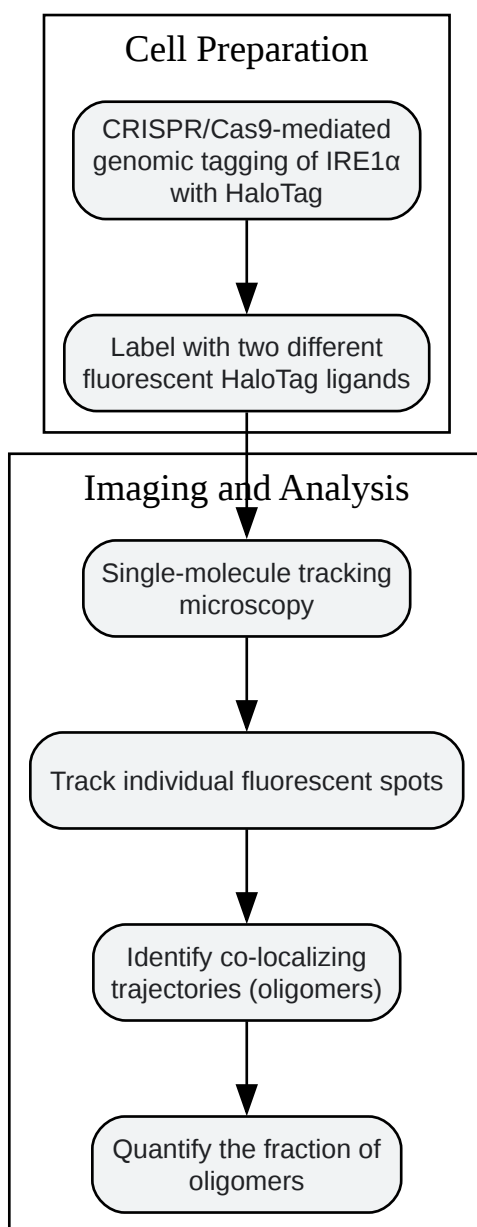 Cell Preparation
CRISPR/Cas9-mediated
genomic tagging of IRE1α
with HaloTag
Label with two different
fluorescent HaloTag ligands
Imaging and Analysis
Single-molecule tracking
microscopy
Track individual fluorescent spots
Identify co-localizing
trajectories (oligomers)
Quantify the fraction of
oligomers